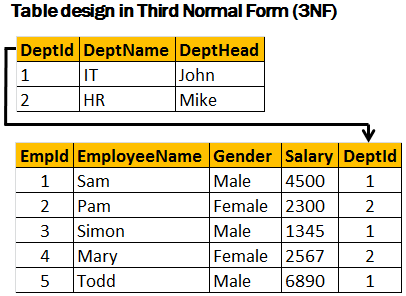 Table design in Third Normal Form (3NF)
DeptId DeptName DeptHead
1 IT John
2 HR Mike
EmpId EmployeeName Gender Salary DeptId
1 Sam Male 4500 1
2 Pam Female 2300 2
3 Simon Male 1345 1
4 Mary Female 2567 2
5 Todd Male 6890 1